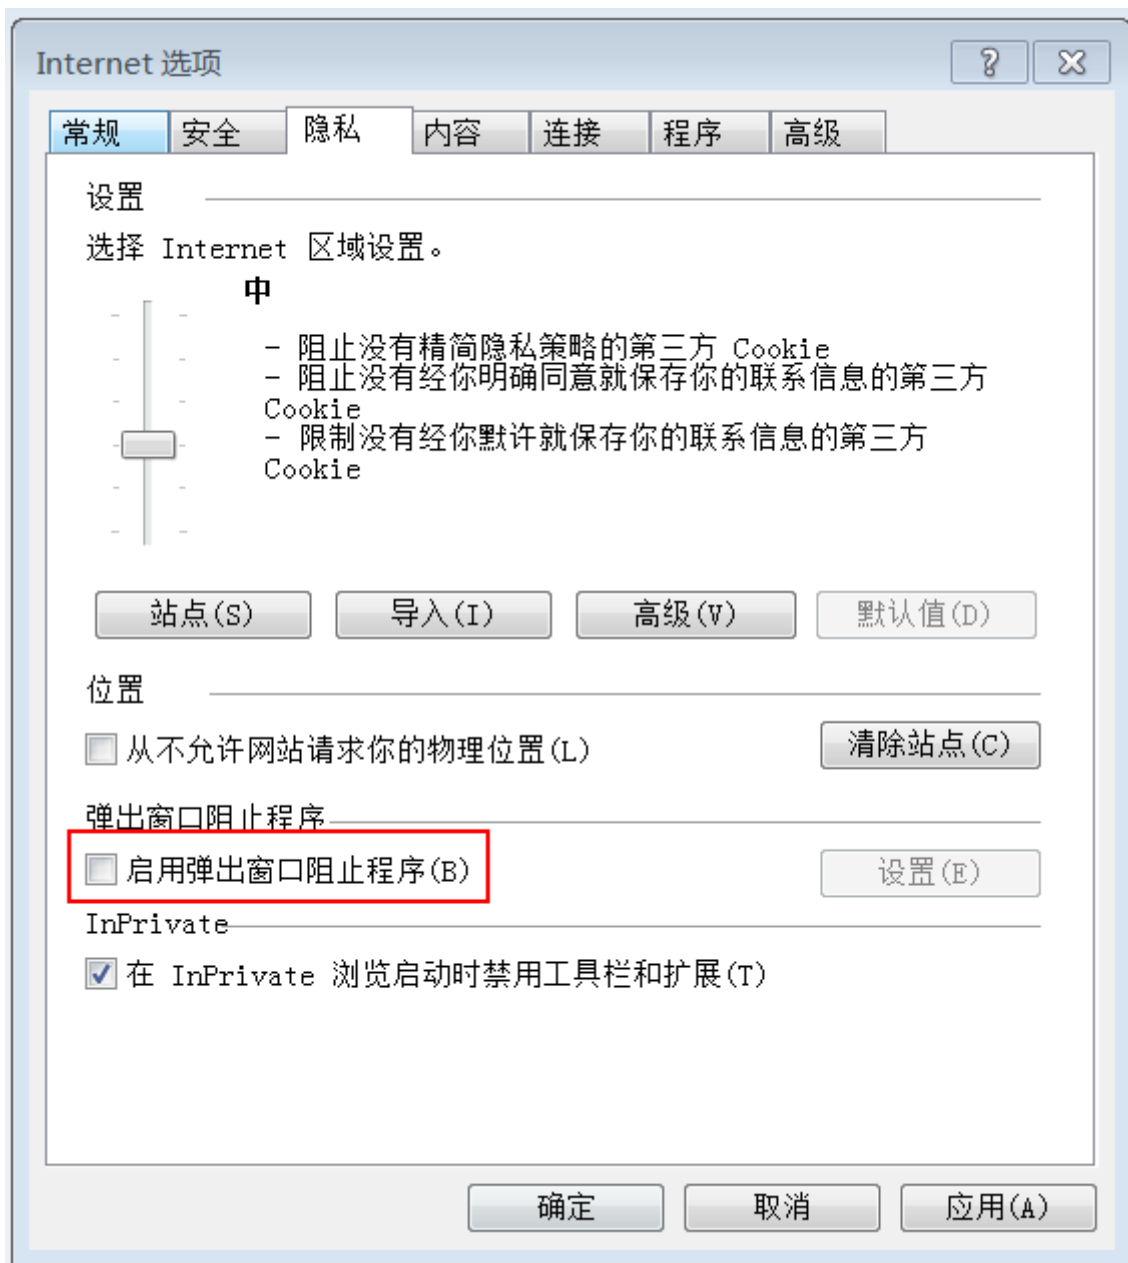 Internet 选项
常规 安全 隐私 内容 连接 程序 高级
设置
选择 Internet 区域设置。
中
- 阻止没有精简隐私策略的第三方 Cookie
- 阻止没有经你明确同意就保存你的联系信息的第三方
Cookie
- 限制没有经你默许就保存你的联系信息的第三方
Cookie
站点(S) 导入(I) 高级(V) 默认值(D)
位置
从不允许网站请求你的物理位置(L) 清除站点(C)
弹出窗口阻止程序
启用弹出窗口阻止程序(B) 设置(E)
InPrivate
在 InPrivate 浏览启动时禁用工具栏和扩展(T)
确定 取消 应用(A)